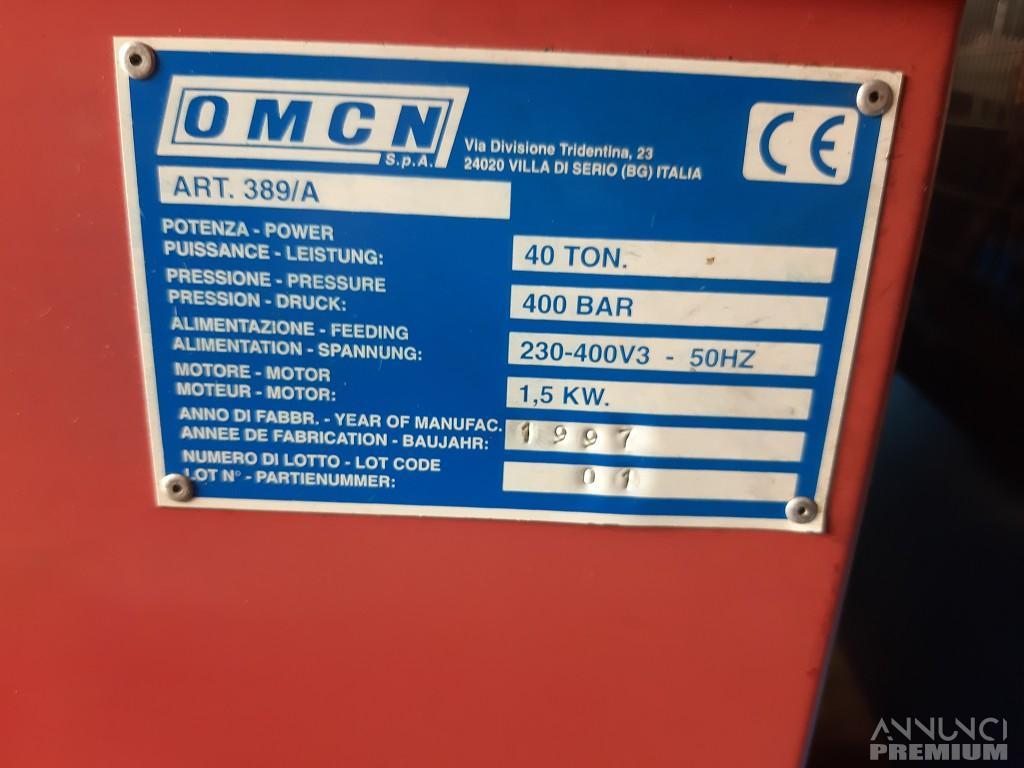 OMCN
S.p.A.
Via Divisione Tridentina, 23
24020 VILLA DI SERIO (BG) ITALIA
CE
ART. 389/A
POTENZA - POWER
PUISSANCE - LEISTUNG: 40 TON.
PRESSIONE - PRESSURE
PRESSION - DRUCK: 400 BAR
ALIMENTAZIONE - FEEDING
ALIMENTATION - SPANNUNG: 230-400V3 - 50HZ
MOTORE - MOTOR
MOTEUR - MOTOR: 1,5 KW.
ANNO DI FABBR. - YEAR OF MANUFAC.
ANNEE DE FABRICATION - BAUJAHR: 1997
NUMERO DI LOTTO - LOT CODE
LOT N° - PARTIENUMMER: 01
ANNUNCI
PREMIUM